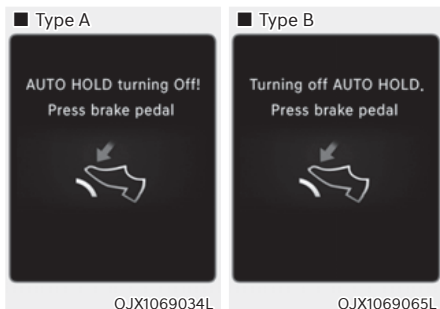 ■ Type A
AUTO HOLD turning Off!
Press brake pedal
OJX1069034L
■ Type B
Turning off AUTO HOLD.
Press brake pedal
OJX1069065L